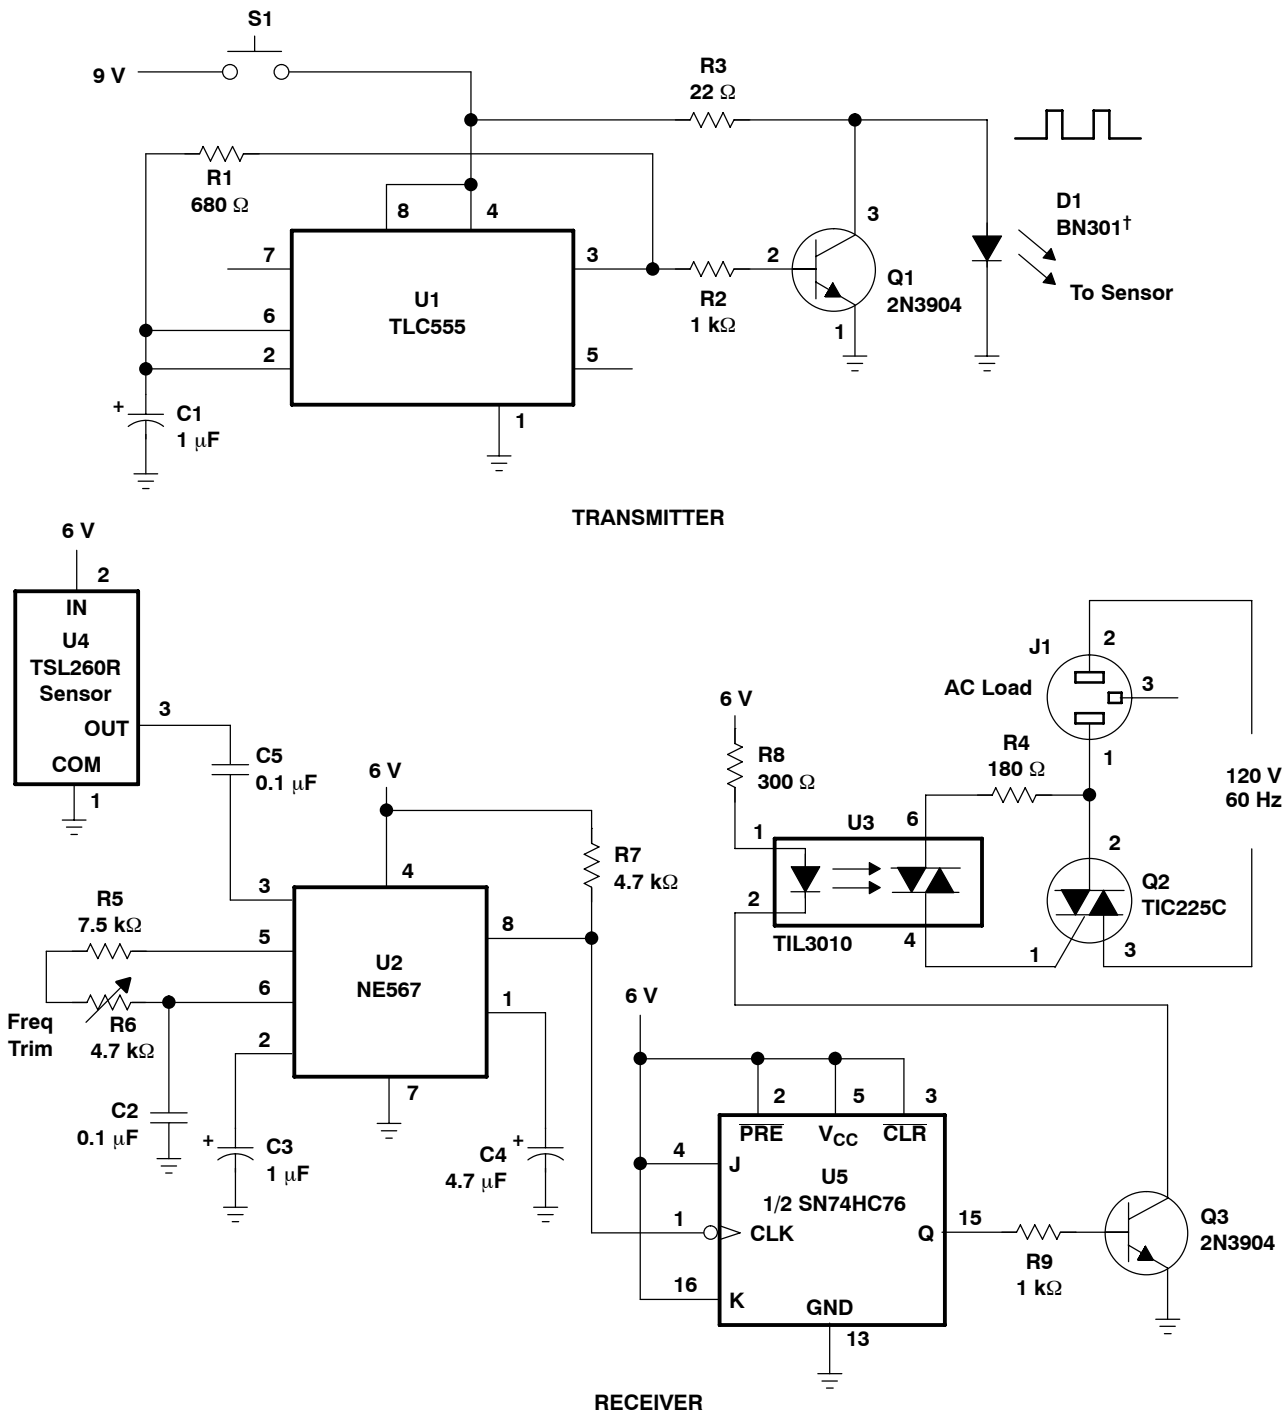 S1
9 V
R3
22 Ω
R1
680 Ω
8
4
3
D1
BN301†
7
3
2
Q1
2N3904
To Sensor
U1
TLC555
R2
1 kΩ
6
2
5
1
+
C1
1 μF
1
TRANSMITTER
6 V
2
IN
U4
TSL260R
Sensor
OUT
COM
3
1
C5
0.1 μF
6 V
4
R7
4.7 kΩ
3
R5
7.5 kΩ
5
8
U2
NE567
6
1
Freq
Trim
R6
4.7 kΩ
2
7
C2
0.1 μF
+
C3
1 μF
C4
4.7 μF
+
J1
2
AC Load
3
6 V
R8
300 Ω
R4
180 Ω
1
120 V
60 Hz
1
U3
6
2
2
Q2
TIC225C
TIL3010
4
1
3
6 V
2
5
3
PRE
VCC
CLR
4
J
U5
1/2 SN74HC76
1
CLK
Q
15
16
K
GND
13
R9
1 kΩ
Q3
2N3904
RECEIVER